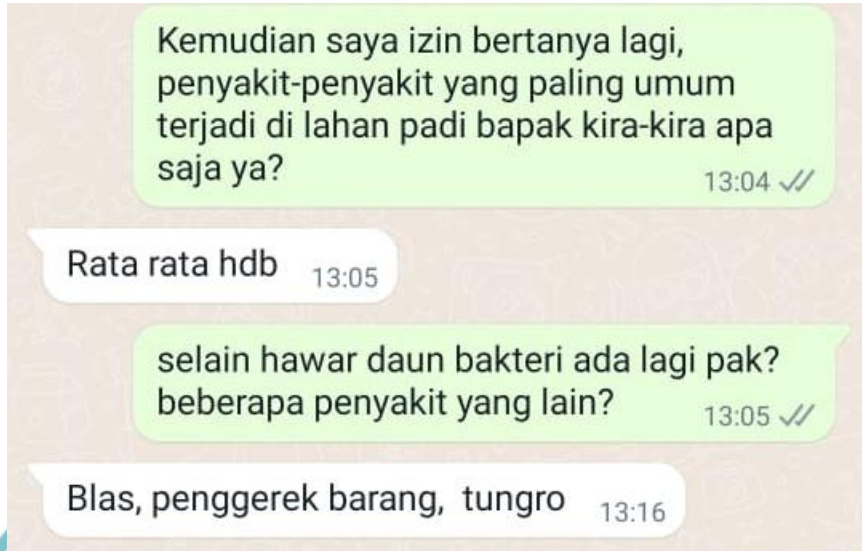 Kemudian saya izin bertanya lagi,
penyakit-penyakit yang paling umum
terjadi di lahan padi bapak kira-kira apa
saja ya?
13:04
Rata rata hdb 13:05
selain hawar daun bakteri ada lagi pak?
beberapa penyakit yang lain?
13:05
Blas, penggerek barang, tungro 13:16